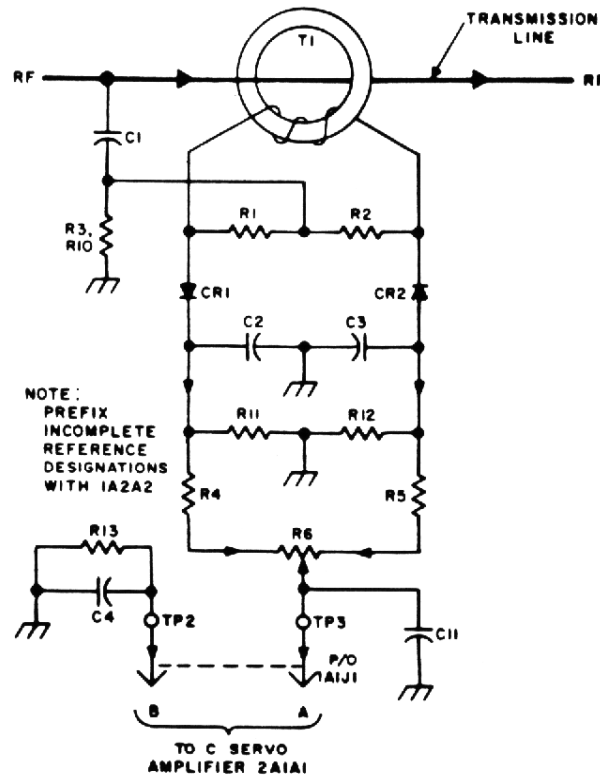 TRANSMISSION
LINE
T1
RF
RF
C1
R3,
R10
R1
R2
CR1
CR2
C2
C3
NOTE:
PREFIX
INCOMPLETE
REFERENCE
DESIGNATIONS
WITH 1A2A2
R11
R12
R4
R5
R13
R6
C4
TP2
TP3
C11
P/O
1A1J1
B
A
TO C SERVO
AMPLIFIER 2A1A1